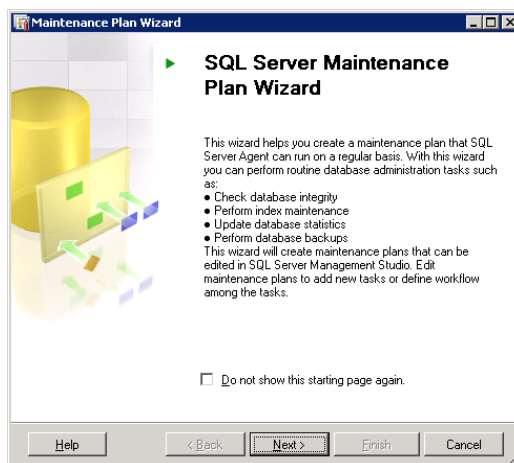 Maintenance Plan Wizard
SQL Server Maintenance
Plan Wizard
This wizard helps you create a maintenance plan that SQL
Server Agent can run on a regular basis. With this wizard
you can perform routine database administration tasks such
as:
● Check database integrity
● Perform index maintenance
● Update database statistics
● Perform database backups
This wizard will create maintenance plans that can be
edited in SQL Server Management Studio. Edit
maintenance plans to add new tasks or define workflow
among the tasks.
Do not show this starting page again.
Help
< Back
Next >
Finish
Cancel